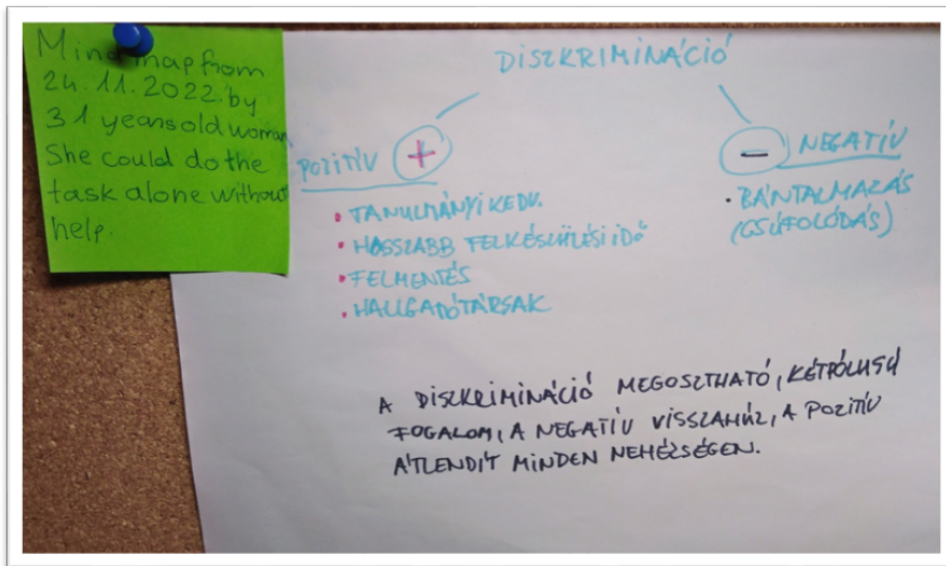 Mind map from
24.11.2022. by
31 years old woman
She could do the
task alone without
help.
DISZKRIMINÁCIÓ
POZITÍV +
• TANULMÁNYI KEDV.
• HOSSZABB FELKÉSZÜLÉSI IDŐ
• FELMENTÉS
• HALLGATÓTÁRSAK
- NEGATÍV
• BÁNTALMAZÁS
(CSÚFOLÓDÁS)
A DISZKRIMINÁCIÓ MEGOSZTHATÓ, KÉTPÓLUSÚ
FOGALOM, A NEGATÍV VISSZAHÚZ, A POZITÍV
ÁTLENDÍT MINDEN NEHÉZSÉGEN.